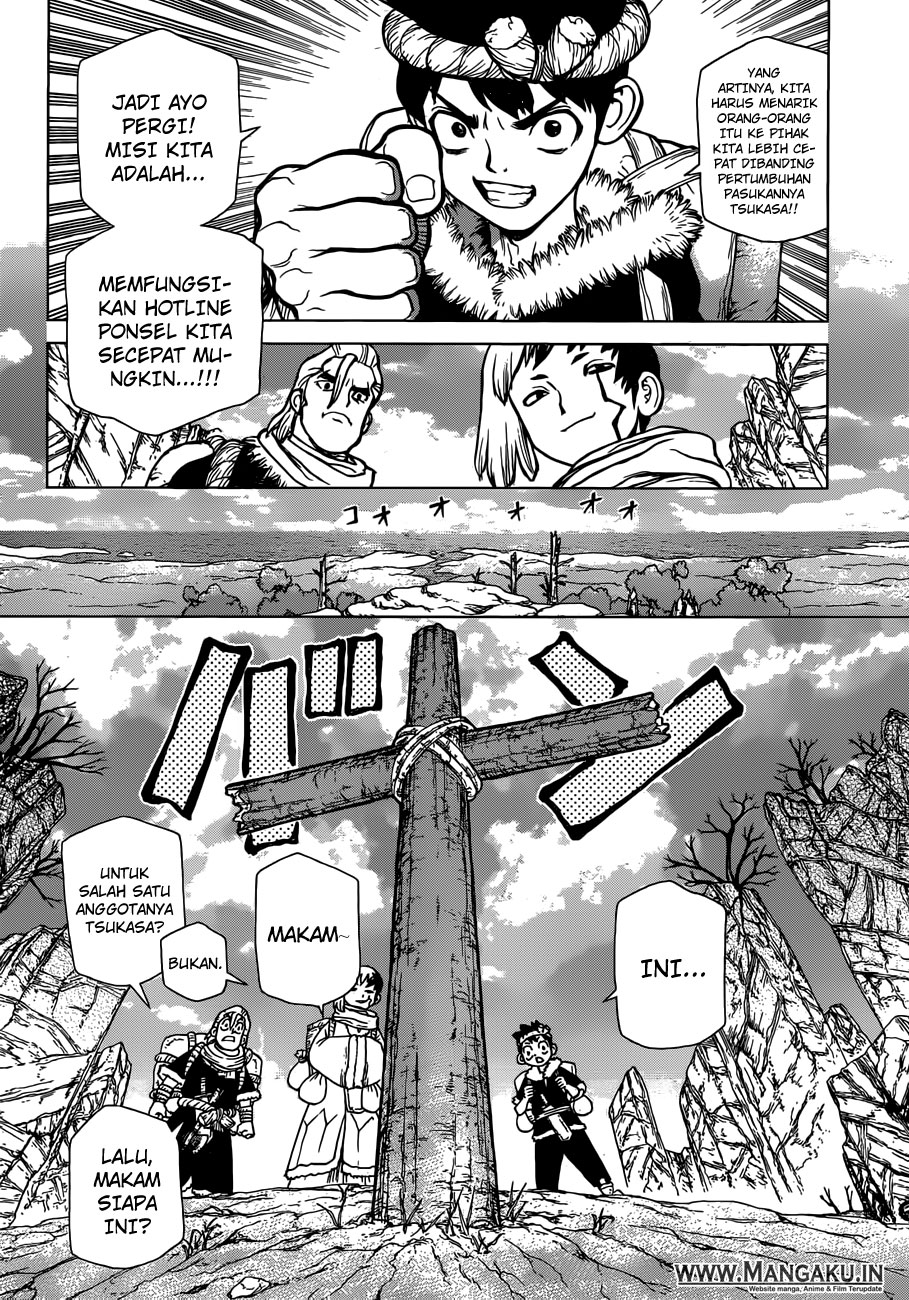 YANG
ARTINYA, KITA
HARUS MENARIK
ORANG-ORANG
ITU KE PIHAK
KITA LEBIH CE-
PAT DIBANDING
PERTUMBUHAN
PASUKANNYA
TSUKASA!!
JADI AYO
PERGI!
MISI KITA
ADALAH...
MEMFUNGSI-
KAN HOTLINE
PONSEL KITA
SECEPAT MU-
NGKIN...!!!
コオオオオオ
バン
INI...
MAKAM~
UNTUK
SALAH SATU
ANGGOTANYA
TSUKASA?
BUKAN.
LALU,
MAKAM
SIAPA
INI?
WWW.MANGAKU.IN
Website manga, Anime & Film Terupdate